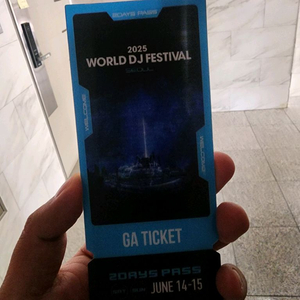 2DAYS PASS
2025
WORLD DJ FESTIVAL
WELCOME
WELCOME
GA TICKET
2DAYS PASS
JUNE 14-15